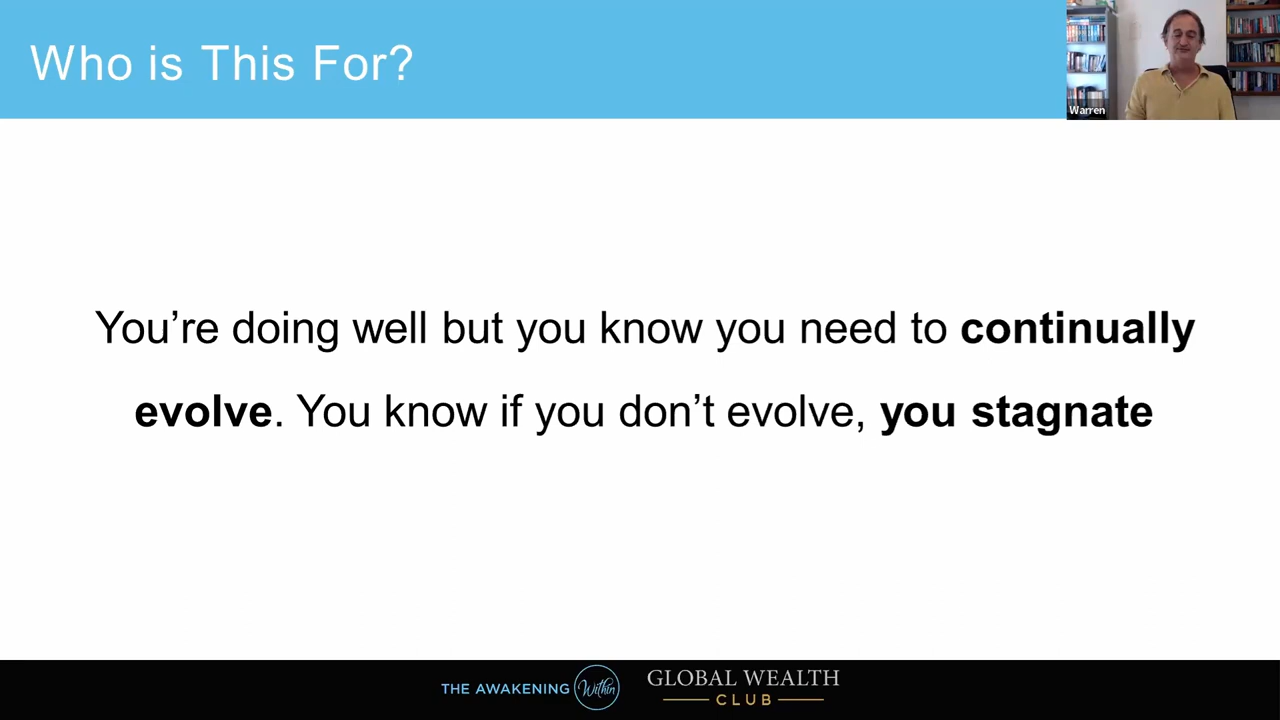 Who is This For?
Warren
You’re doing well but you know you need to continually
evolve. You know if you don’t evolve, you stagnate
THE AWAKENING Within
GLOBAL WEALTH
CLUB